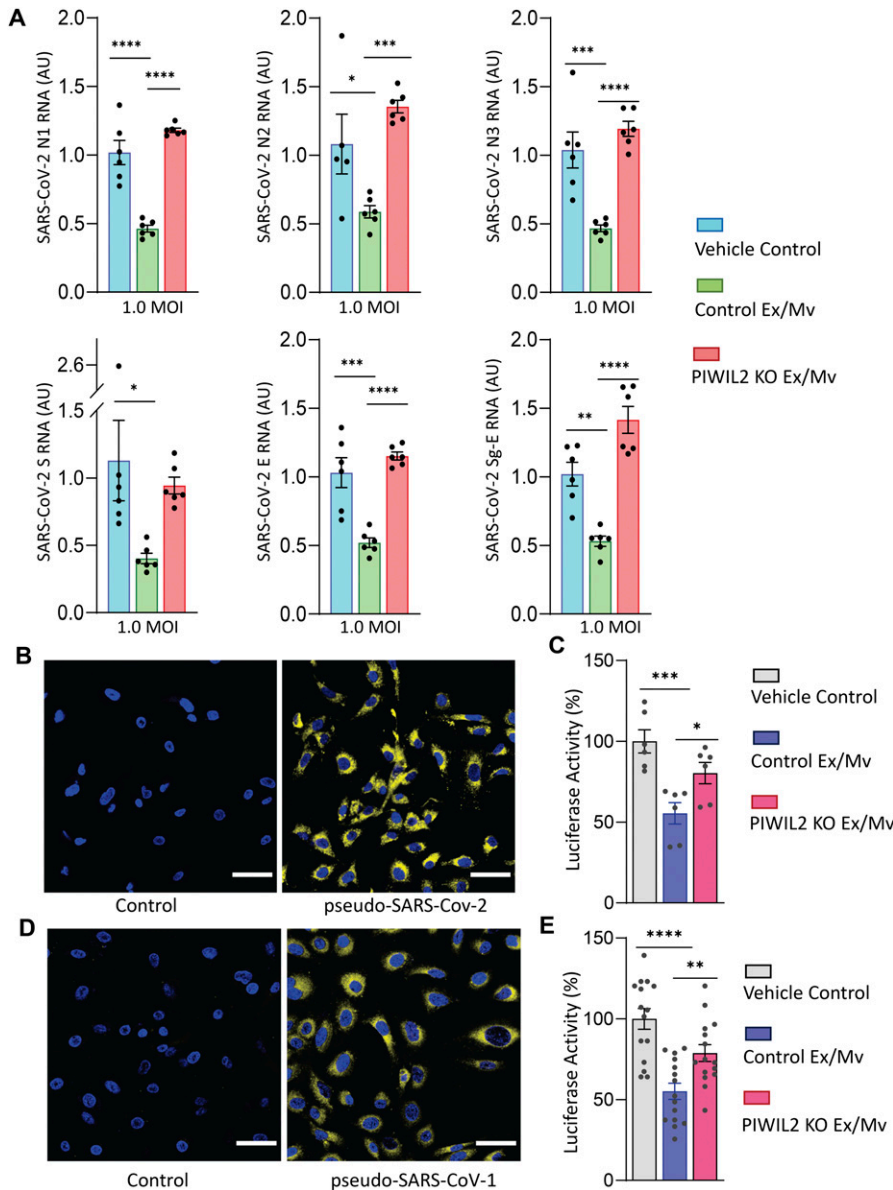 A
SARS-CoV-2 N1 RNA (AU)
2.0
1.5
1.0
0.5
0.0
****
****
1.0 MOI
SARS-CoV-2 N2 RNA (AU)
2.0
1.5
1.0
0.5
0.0
***
*
1.0 MOI
SARS-CoV-2 N3 RNA (AU)
2.0
1.5
1.0
0.5
0.0
***
****
1.0 MOI
Vehicle Control
Control Ex/Mv
PIWIL2 KO Ex/Mv
SARS-CoV-2 S RNA (AU)
2.6
1.5
1.0
0.5
0.0
*
1.0 MOI
SARS-CoV-2 E RNA (AU)
2.0
1.5
1.0
0.5
0.0
***
****
1.0 MOI
SARS-CoV-2 Sg-E RNA (AU)
2.0
1.5
1.0
0.5
0.0
****
**
1.0 MOI
B
Control
pseudo-SARS-Cov-2
C
Luciferase Activity (%)
150
100
50
0
***
*
Vehicle Control
Control Ex/Mv
PIWIL2 KO Ex/Mv
D
Control
pseudo-SARS-CoV-1
E
Luciferase Activity (%)
150
100
50
0
****
**
Vehicle Control
Control Ex/Mv
PIWIL2 KO Ex/Mv